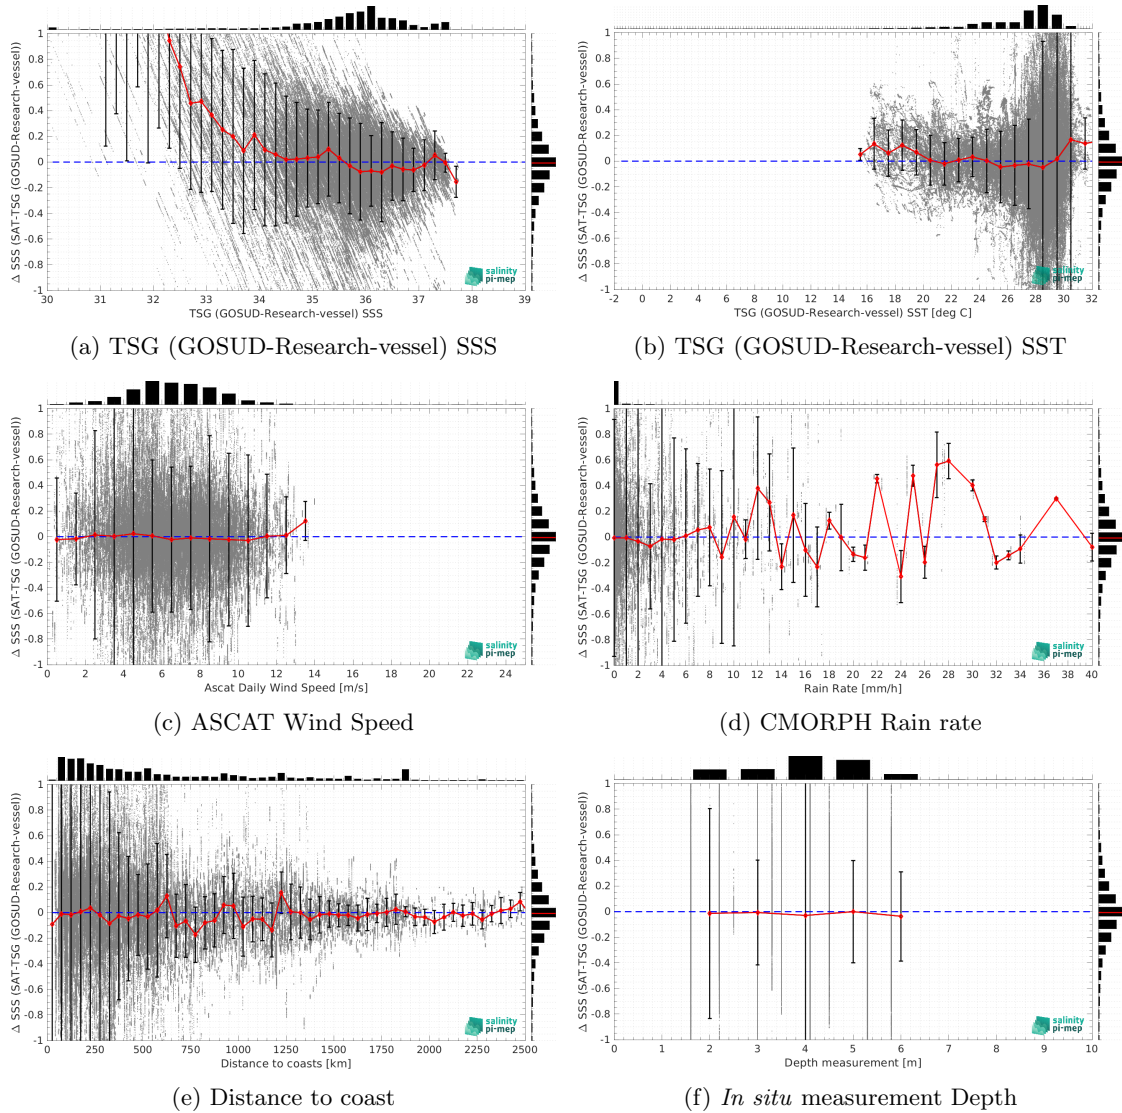 1
0.8
0.6
0.4
0.2
0
-0.2
-0.4
-0.6
-0.8
-1
Δ SSS (SAT-TSG (GOSUD-Research-vessel))
30 31 32 33 34 35 36 37 38 39
TSG (GOSUD-Research-vessel) SSS
salinity
pi-mep
(a) TSG (GOSUD-Research-vessel) SSS
1
0.8
0.6
0.4
0.2
0
-0.2
-0.4
-0.6
-0.8
-1
Δ SSS (SAT-TSG (GOSUD-Research-vessel))
-2 0 2 4 6 8 10 12 14 16 18 20 22 24 26 28 30 32
TSG (GOSUD-Research-vessel) SST [deg C]
salinity
pi-mep
(b) TSG (GOSUD-Research-vessel) SST
1
0.8
0.6
0.4
0.2
0
-0.2
-0.4
-0.6
-0.8
-1
Δ SSS (SAT-TSG (GOSUD-Research-vessel))
0 2 4 6 8 10 12 14 16 18 20 22 24
Ascat Daily Wind Speed [m/s]
salinity
pi-mep
(c) ASCAT Wind Speed
1
0.8
0.6
0.4
0.2
0
-0.2
-0.4
-0.6
-0.8
-1
Δ SSS (SAT-TSG (GOSUD-Research-vessel))
0 2 4 6 8 10 12 14 16 18 20 22 24 26 28 30 32 34 36 38 40
Rain Rate [mm/h]
salinity
pi-mep
(d) CMORPH Rain rate
1
0.8
0.6
0.4
0.2
0
-0.2
-0.4
-0.6
-0.8
-1
Δ SSS (SAT-TSG (GOSUD-Research-vessel))
0 250 500 750 1000 1250 1500 1750 2000 2250 2500
Distance to coasts [km]
salinity
pi-mep
(e) Distance to coast
1
0.8
0.6
0.4
0.2
0
-0.2
-0.4
-0.6
-0.8
-1
Δ SSS (SAT-TSG (GOSUD-Research-vessel))
0 1 2 3 4 5 6 7 8 9 10
Depth measurement [m]
salinity
pi-mep
(f) In situ measurement Depth